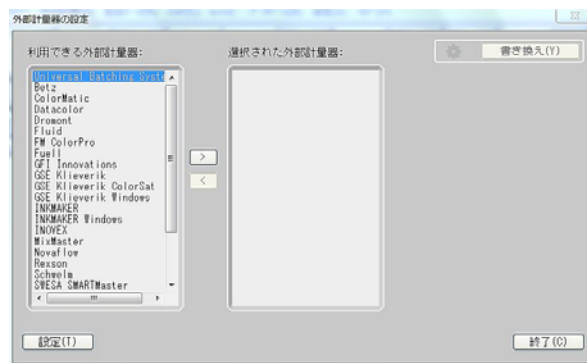 外部計量器の設定
利用できる外部計量器:
選択された外部計量器:
書き換え(Y)
Universal Batching Syste
Betz
ColorMatic
Datacolor
Dromont
Fluid
FM ColorPro
Fuell
GFI Innovations
GSE Klieverik
GSE Klieverik ColorSat
GSE Klieverik Windows
INKMAKER
INKMAKER Windows
INOVEX
MixMaster
Novaflow
Rexson
Schwelm
SWESA SMARTMaster
>
<
設定(T)
終了(C)